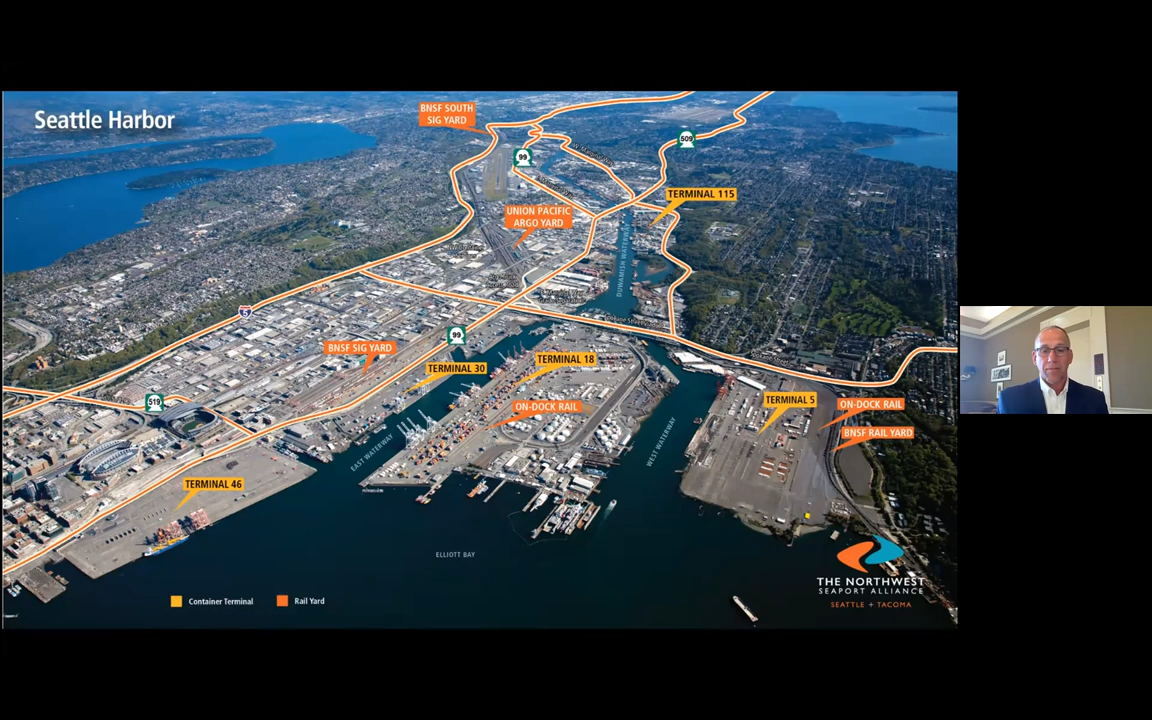 Seattle Harbor
BNSF SOUTH
SIG YARD
509
99
W Marginal Way
TERMINAL 115
UNION PACIFIC
ARGO YARD
DUWAMISH WATERWAY
5
99
BNSF SIG YARD
TERMINAL 30
TERMINAL 18
519
TERMINAL 5
ON-DOCK RAIL
ON-DOCK RAIL
BNSF RAIL YARD
EAST WATERWAY
WEST WATERWAY
TERMINAL 46
ELLIOTT BAY
Container Terminal
Rail Yard
THE NORTHWEST
SEAPORT ALLIANCE
SEATTLE + TACOMA